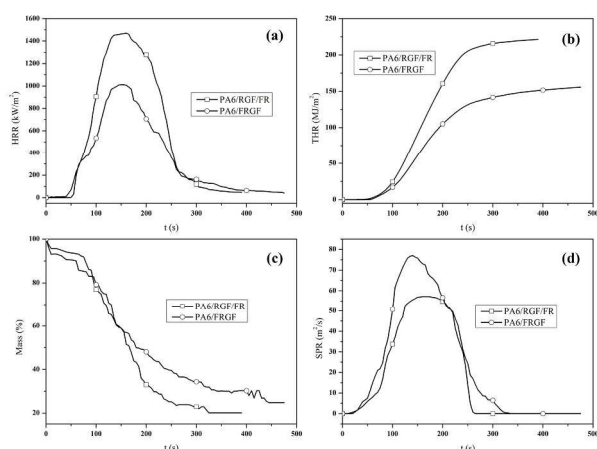 1600
1400
1200
1000
800
600
400
200
0
HRR (kW/m²)
(a)
PA6/RGF/FR
PA6/FRGF
0 100 200 300 400 500
t (s)
250
200
150
100
50
0
THR (MJ/m²)
(b)
PA6/RGF/FR
PA6/FRGF
0 100 200 300 400 500
t (s)
100
80
60
40
20
Mass (%)
(c)
PA6/RGF/FR
PA6/FRGF
0 100 200 300 400 500
t (s)
80
70
60
50
40
30
20
10
0
SPR (m²/s)
(d)
PA6/RGF/FR
PA6/FRGF
0 100 200 300 400 500
t (s)